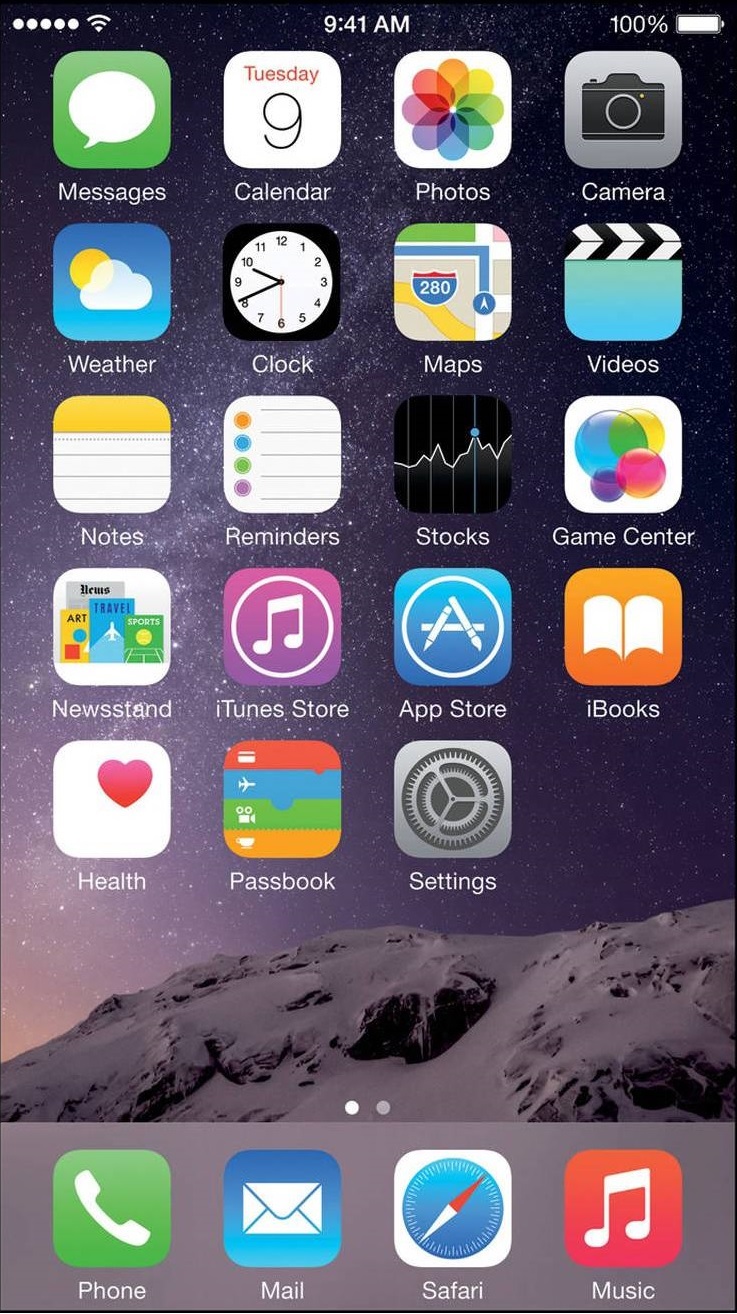 9:41 AM 100%
Tuesday
9
Messages Calendar Photos Camera
12
11 1
10 2
280
9 3
8 4
7 5
6
Weather Clock Maps Videos
Notes Reminders Stocks Game Center
News
TRAVEL
ART SPORTS
Newsstand iTunes Store App Store iBooks
Health Passbook Settings
Phone Mail Safari Music